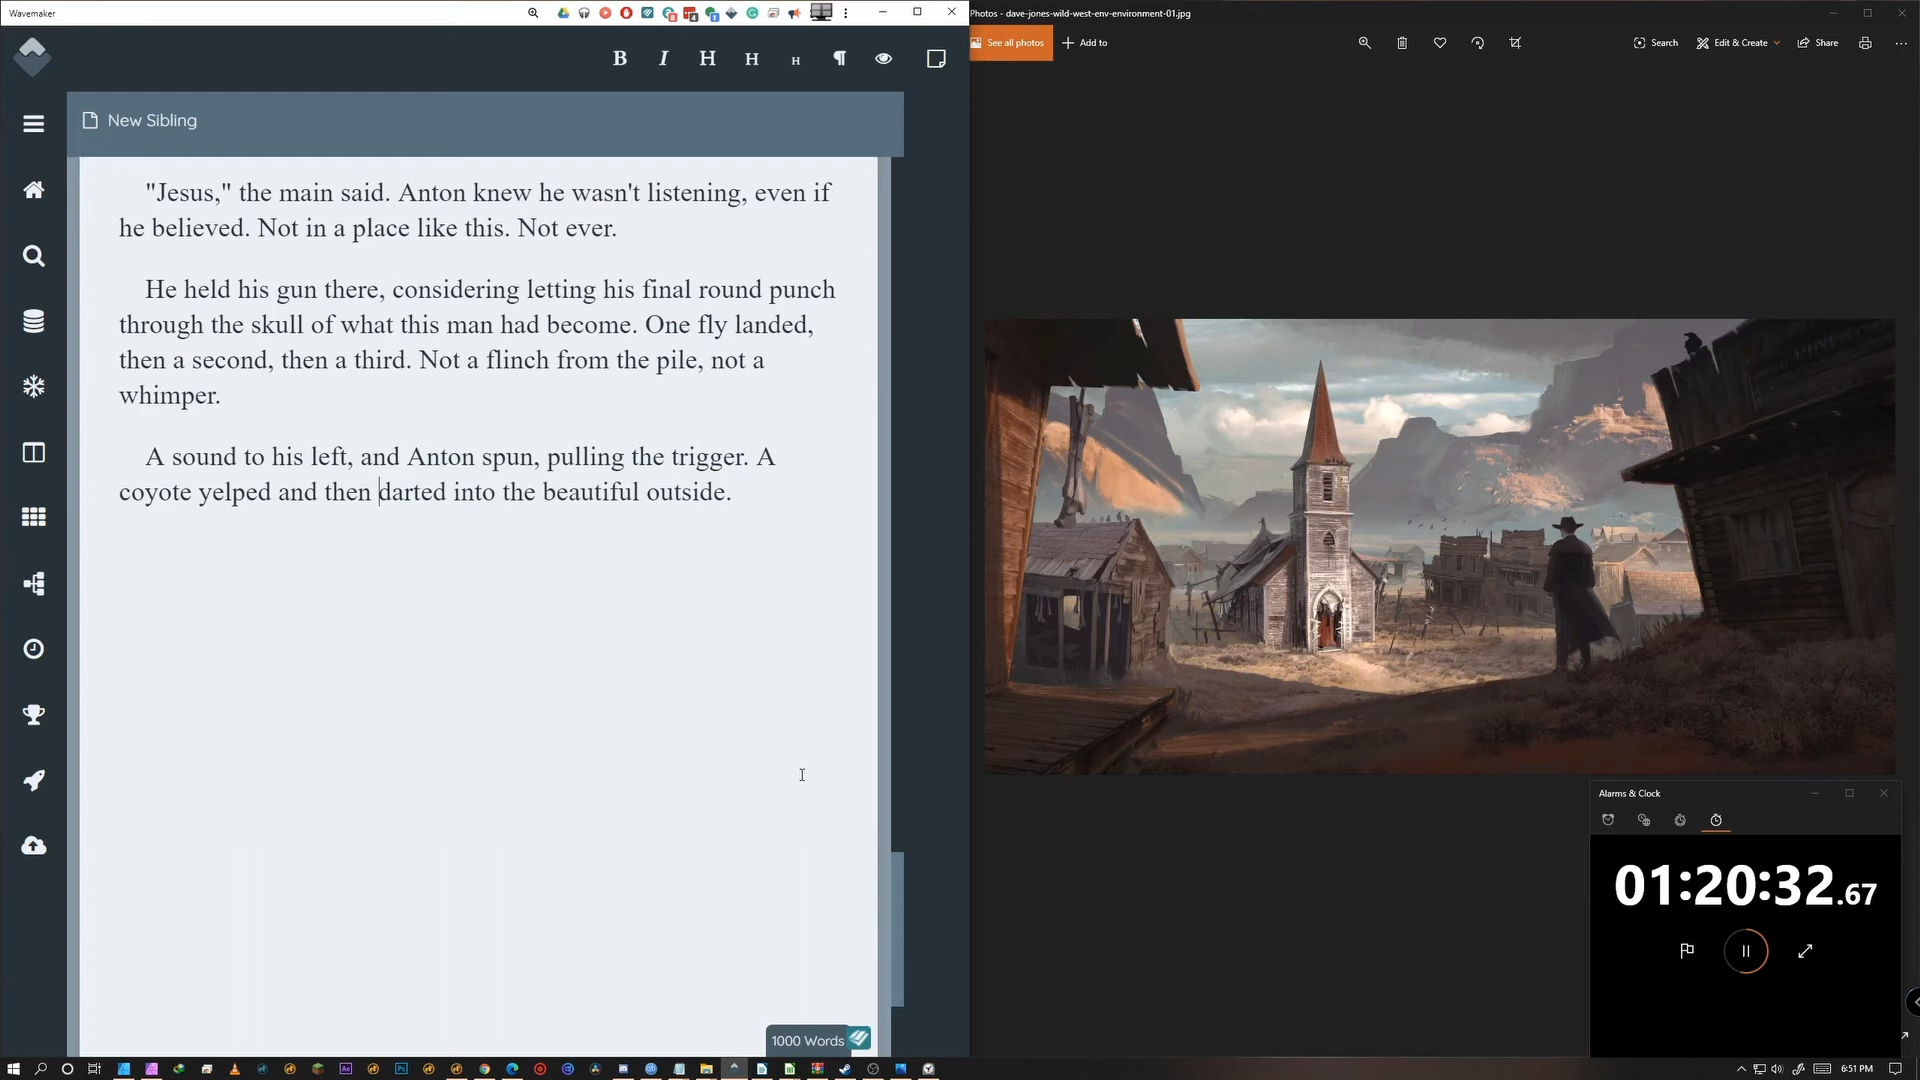 Wavemaker
Photos - dave-jones-wild-west-env-environment-01.jpg
See all photos
Add to
Search
Edit & Create
Share
B I H H H ¶
New Sibling
"Jesus," the main said. Anton knew he wasn't listening, even if
he believed. Not in a place like this. Not ever.
He held his gun there, considering letting his final round punch
through the skull of what this man had become. One fly landed,
then a second, then a third. Not a flinch from the pile, not a
whimper.
A sound to his left, and Anton spun, pulling the trigger. A
coyote yelped and then darted into the beautiful outside.
Alarms & Clock
01:20:32.67
1000 Words
6:51 PM